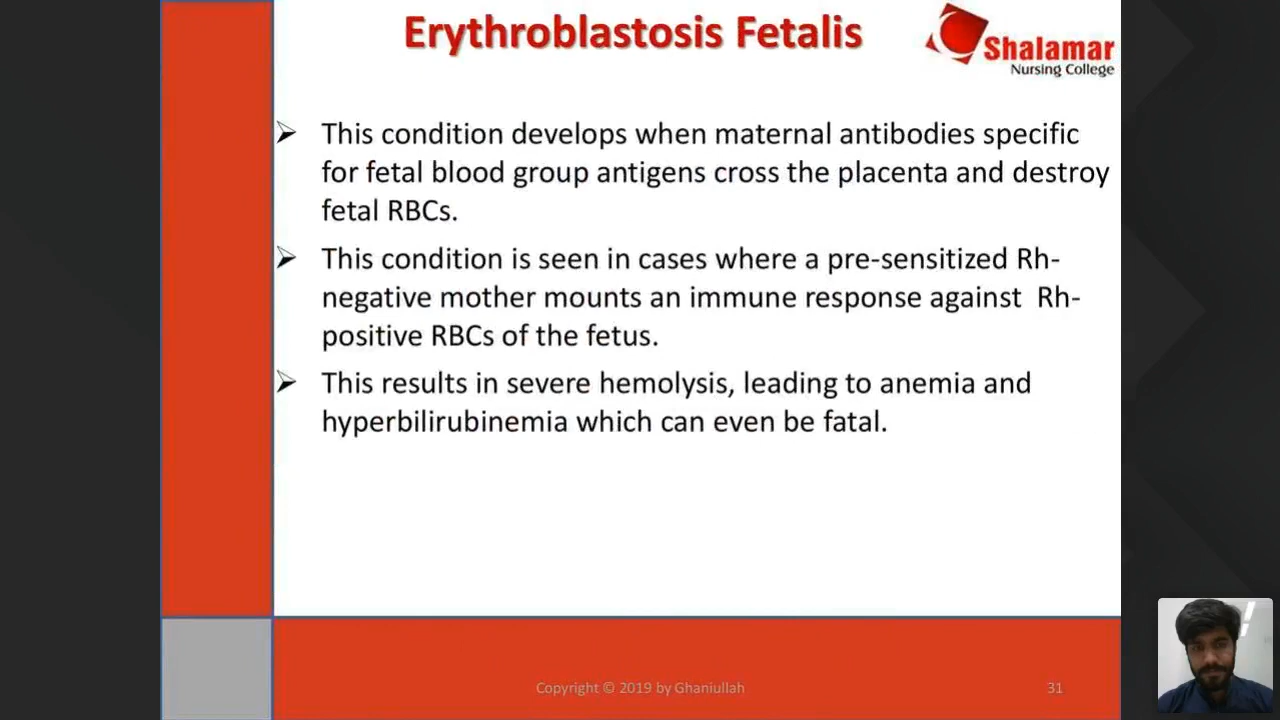 Erythroblastosis Fetalis
Shalamar
Nursing College
➢ This condition develops when maternal antibodies specific
for fetal blood group antigens cross the placenta and destroy
fetal RBCs.
➢ This condition is seen in cases where a pre-sensitized Rh-
negative mother mounts an immune response against Rh-
positive RBCs of the fetus.
➢ This results in severe hemolysis, leading to anemia and
hyperbilirubinemia which can even be fatal.
Copyright © 2019 by Ghaniullah
31